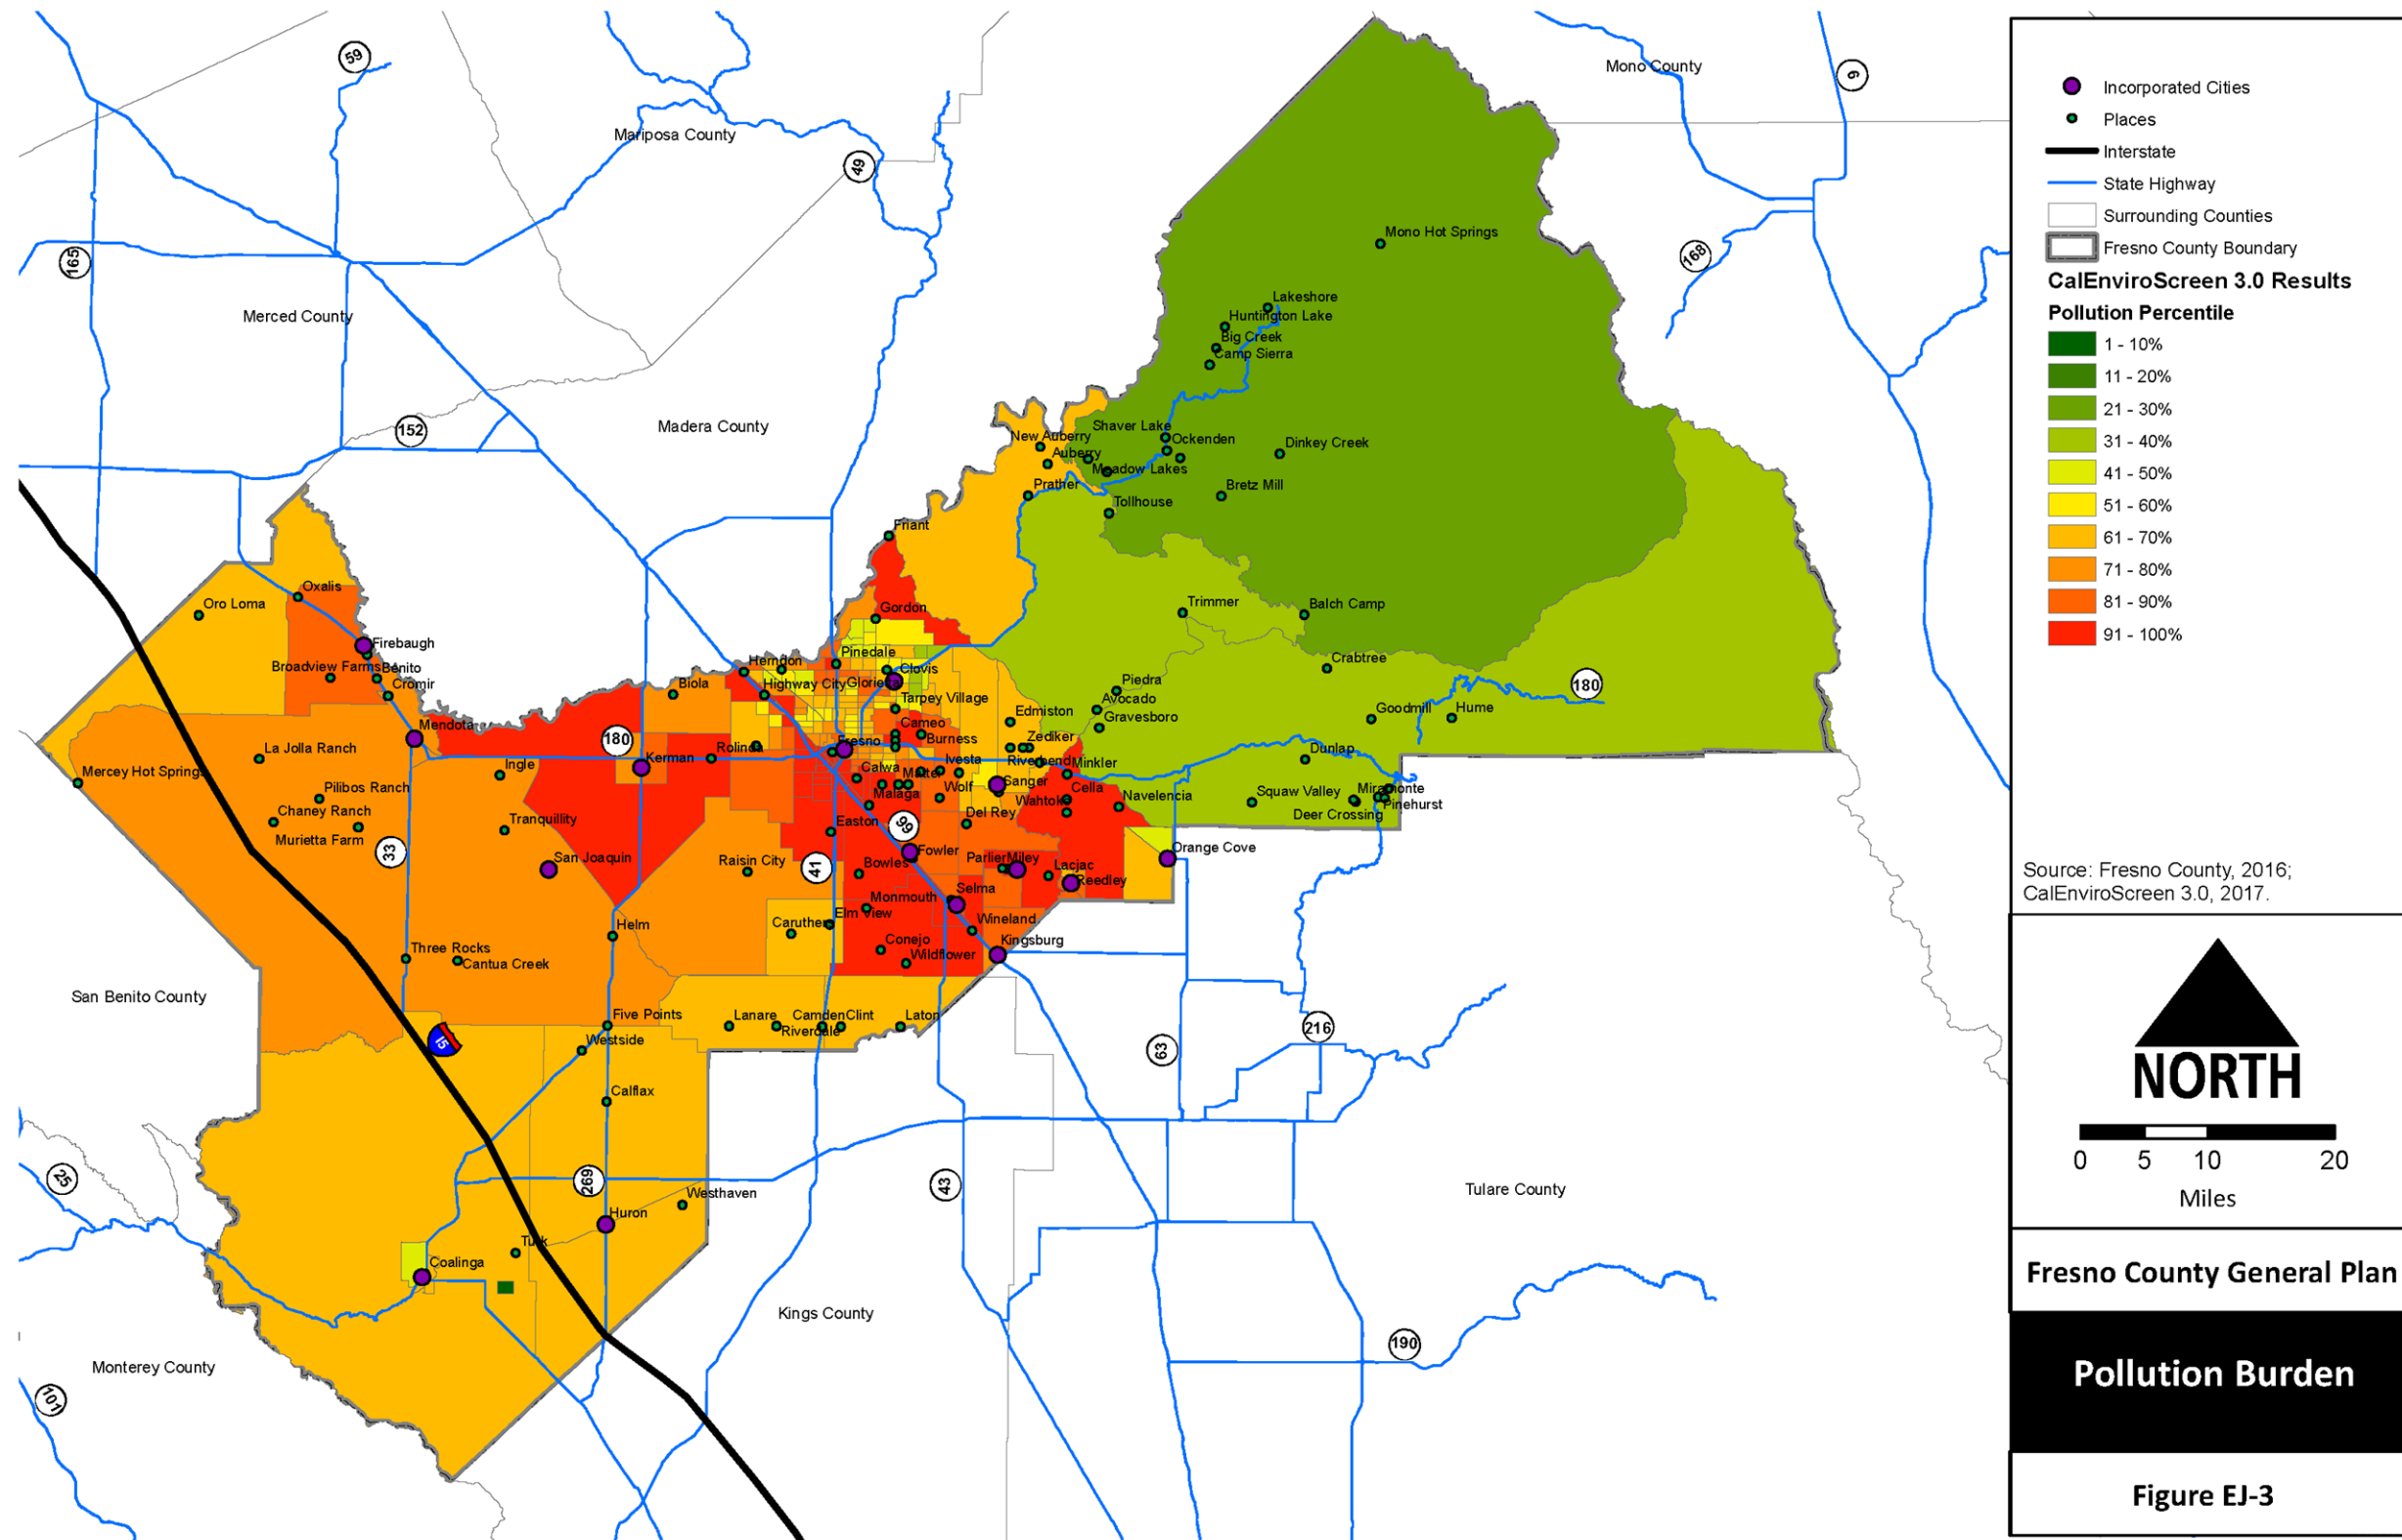 59
Mono County
6
Mariposa County
49
165
168
Mono Hot Springs
Lakeshore
Huntington Lake
Big Creek
Camp Sierra
Merced County
152
Madera County
Shaver Lake
New Auberry
Ockenden
Dinkey Creek
Auberry
Meadow Lakes
Prather
Bretz Mill
Tollhouse
Friant
Oxalis
Oro Loma
Gordon
Trimmer
Balch Camp
Firebaugh
Pinedale
Herndon
Clovis
Crabtree
Broadview Farms
Benito
Cromir
Biola
Highway City
Piedra
180
Tarpey Village
Avocado
Goodmill
Hume
Edmiston
Gravesboro
Mendota
Cameo
Burness
Zediker
180
Fresno
La Jolla Ranch
Rolinda
Dunlap
Kerman
Ingle
Ivesta
Riverbend
Minkler
Mercey Hot Springs
Calwa
Sanger
Cella
Pilibos Ranch
Malaga
Wolf
Wahtoke
Navelencia
Squaw Valley
Miramonte
Pinehurst
Chaney Ranch
Tranquillity
Del Rey
Deer Crossing
Easton
99
Murietta Farm
33
Orange Cove
San Joaquin
Raisin City
41
Fowler
Bowles
Parlier
Miley
Lacjac
Reedley
Selma
Monmouth
Elm View
Caruthers
Wineland
Helm
Conejo
Kingsburg
Three Rocks
Wildflower
Cantua Creek
San Benito County
Five Points
Lanare
Camden
Clint
Laton
Riverdale
216
15
Westside
63
Calflax
25
269
43
Westhaven
Tulare County
Huron
Turk
Coalinga
Kings County
190
Monterey County
101
Incorporated Cities
Places
Interstate
State Highway
Surrounding Counties
Fresno County Boundary
CalEnviroScreen 3.0 Results
Pollution Percentile
1 - 10%
11 - 20%
21 - 30%
31 - 40%
41 - 50%
51 - 60%
61 - 70%
71 - 80%
81 - 90%
91 - 100%
Source: Fresno County, 2016;
CalEnviroScreen 3.0, 2017.
NORTH
0 5 10 20
Miles
Fresno County General Plan
Pollution Burden
Figure EJ-3